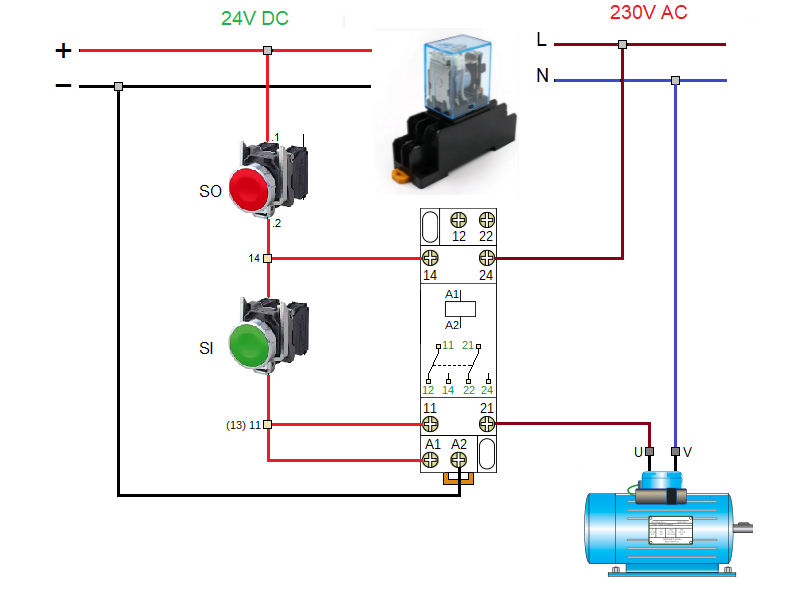 24V DC
230V AC
+
−
L
N
.1
SO
.2
12 22
14
14 24
A1
A2
SI
11 21
12 14 22 24
11 21
(13) 11
A1 A2
U V